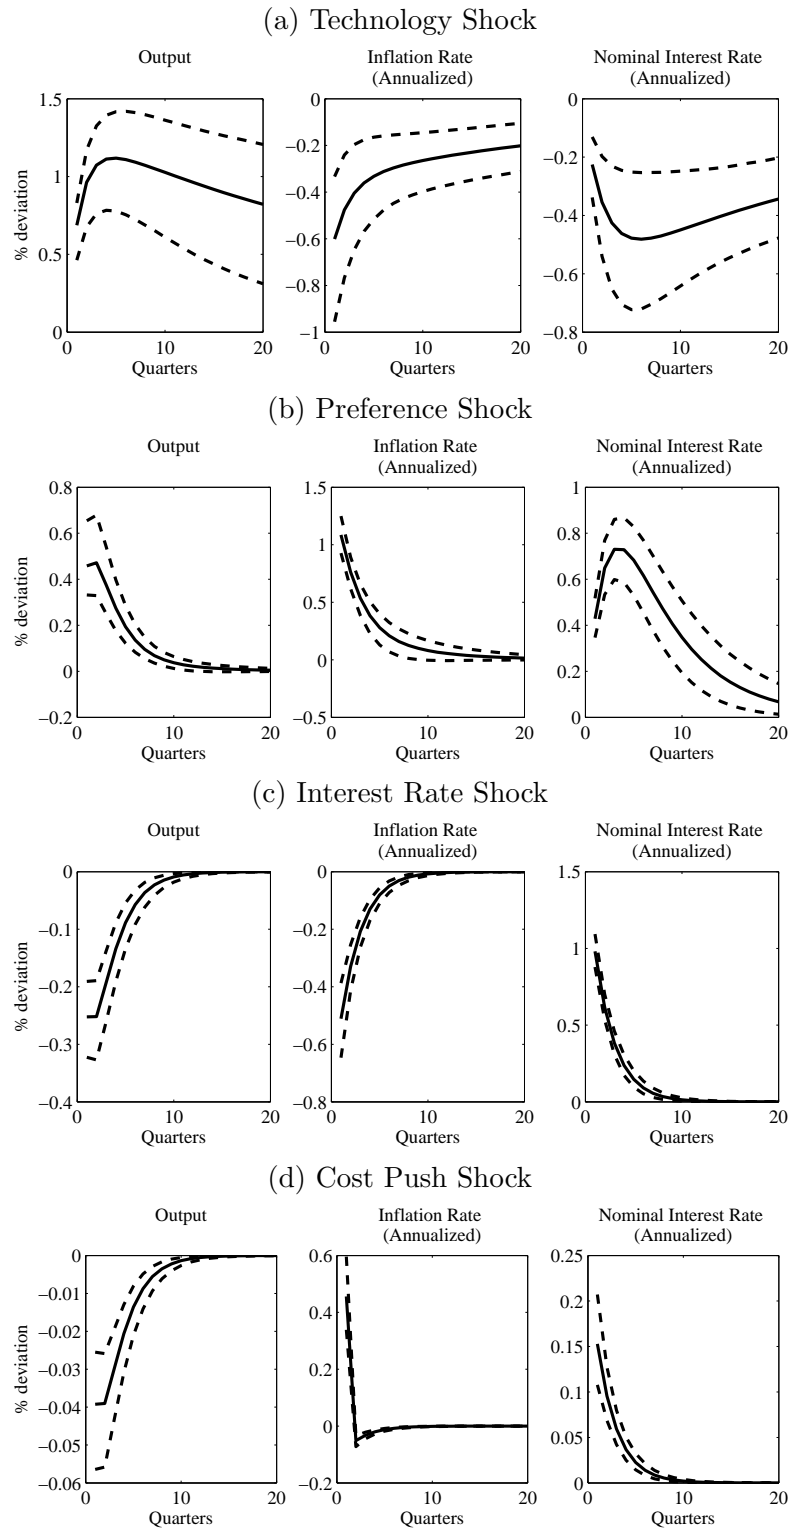 (a) Technology Shock
Output
Inflation Rate
(Annualized)
Nominal Interest Rate
(Annualized)
% deviation
1.5
1
0.5
0
0 10 20
Quarters
0
−0.2
−0.4
−0.6
−0.8
−1
0 10 20
Quarters
0
−0.2
−0.4
−0.6
−0.8
0 10 20
Quarters
(b) Preference Shock
Output
Inflation Rate
(Annualized)
Nominal Interest Rate
(Annualized)
% deviation
0.8
0.6
0.4
0.2
0
−0.2
0 10 20
Quarters
1.5
1
0.5
0
−0.5
0 10 20
Quarters
1
0.8
0.6
0.4
0.2
0
0 10 20
Quarters
(c) Interest Rate Shock
Output
Inflation Rate
(Annualized)
Nominal Interest Rate
(Annualized)
% deviation
0
−0.1
−0.2
−0.3
−0.4
0 10 20
Quarters
0
−0.2
−0.4
−0.6
−0.8
0 10 20
Quarters
1.5
1
0.5
0
0 10 20
Quarters
(d) Cost Push Shock
Output
Inflation Rate
(Annualized)
Nominal Interest Rate
(Annualized)
% deviation
0
−0.01
−0.02
−0.03
−0.04
−0.05
−0.06
0 10 20
Quarters
0.6
0.4
0.2
0
−0.2
0 10 20
Quarters
0.25
0.2
0.15
0.1
0.05
0
0 10 20
Quarters